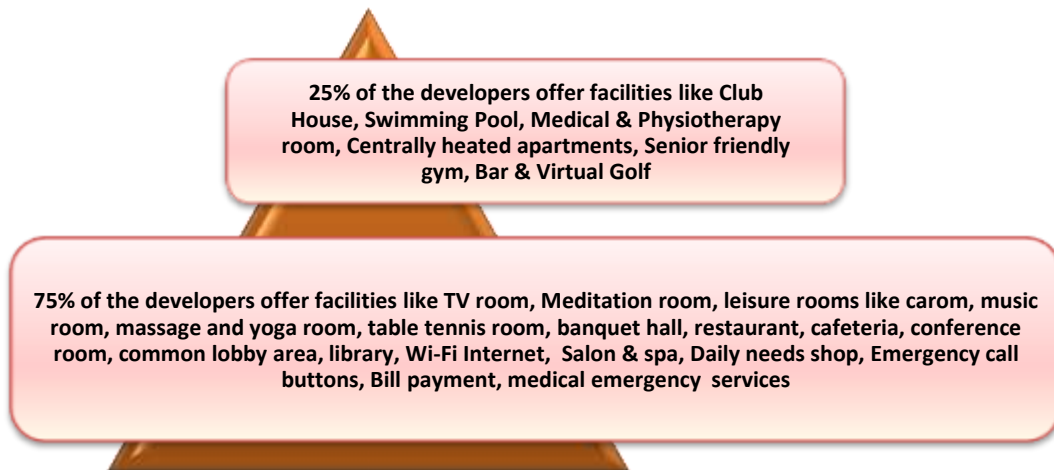 25% of the developers offer facilities like Club
House, Swimming Pool, Medical & Physiotherapy
room, Centrally heated apartments, Senior friendly
gym, Bar & Virtual Golf
75% of the developers offer facilities like TV room, Meditation room, leisure rooms like carom, music
room, massage and yoga room, table tennis room, banquet hall, restaurant, cafeteria, conference
room, common lobby area, library, Wi-Fi Internet, Salon & spa, Daily needs shop, Emergency call
buttons, Bill payment, medical emergency services